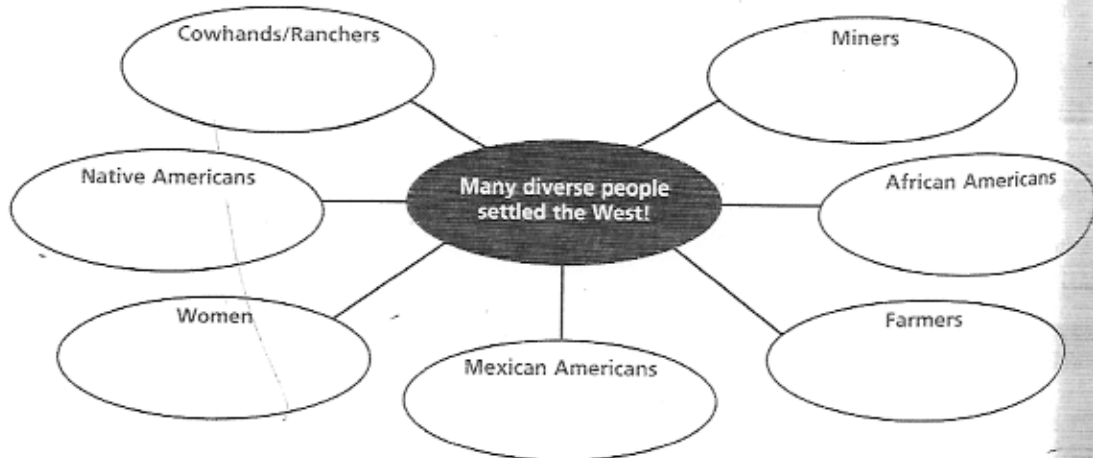 Cowhands/Ranchers
Miners
Native Americans
Many diverse people
settled the West!
African Americans
Women
Mexican Americans
Farmers